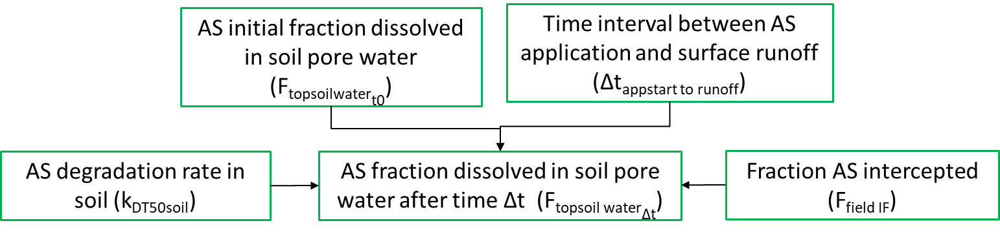 AS initial fraction dissolved
in soil pore water
(Ftopsoilwatert0)
Time interval between AS
application and surface runoff
(Δtappstart to runoff)
AS degradation rate in
soil (kDT50soil)
AS fraction dissolved in soil pore
water after time Δt (Ftopsoil waterΔt)
Fraction AS intercepted
(Ffield IF)